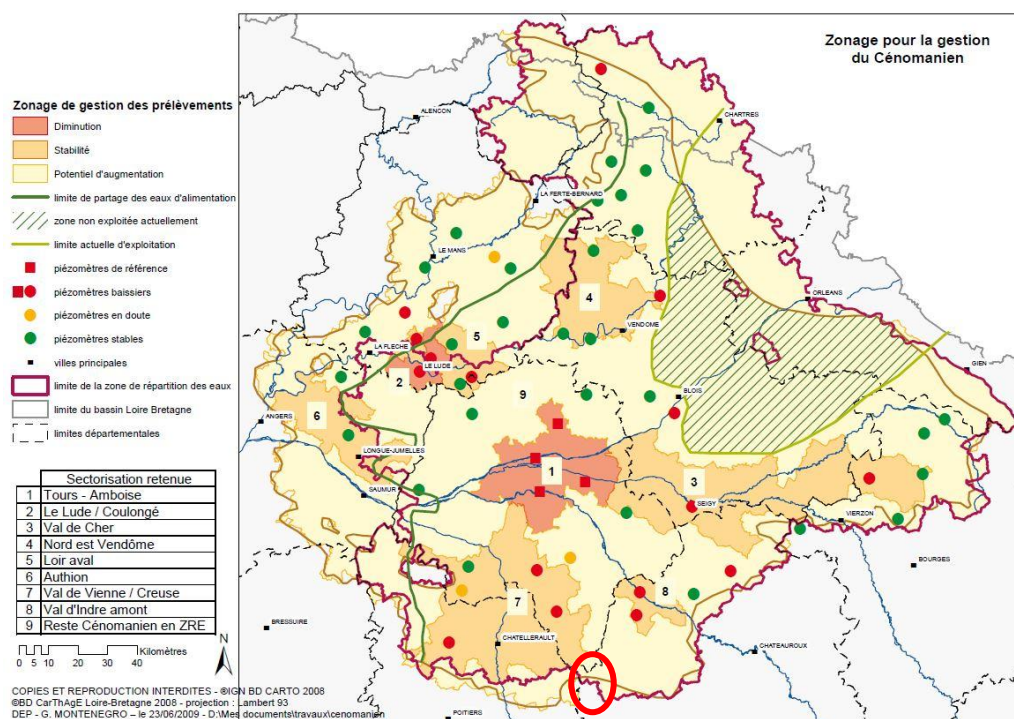 Zonage pour la gestion
du Cénomanien
Zonage de gestion des prélèvements
Diminution
Stabilité
Potentiel d'augmentation
limite de partage des eaux d'alimentation
zone non exploitée actuellement
limite actuelle d'exploitation
piézomètres de référence
piézomètres baissiers
piézomètres en doute
piézomètres stables
villes principales
limite de la zone de répartition des eaux
limite du bassin Loire Bretagne
limites départementales
Sectorisation retenue
1 Tours - Amboise
2 Le Lude / Coulongé
3 Val de Cher
4 Nord est Vendôme
5 Loir aval
6 Authion
7 Val de Vienne / Creuse
8 Val d'Indre amont
9 Reste Cénomanien en ZRE
N
Kilomètres
0 5 10 20 30 40
COPIES ET REPRODUCTION INTERDITES - ©IGN BD CARTO 2008
©BD CarThAgE Loire-Bretagne 2008 - projection : Lambert 93
DEP - G. MONTENEGRO – le 23/06/2009 - D:\Mes documents\travaux\cenomanien
ALENCON
CHARTRES
LA FERTE-BERNARD
LE MANS
4
ORLEANS
VENDOME
5
LA FLECHE
LE LUDE
2
GIEN
9
BLOIS
6
ANGERS
LONGUE-JUMELLES
1
3
SAUMUR
SEIGY
VIERZON
BOURGES
7
8
BRESSUIRE
CHATELLERAULT
CHATEAUROUX
POITIERS